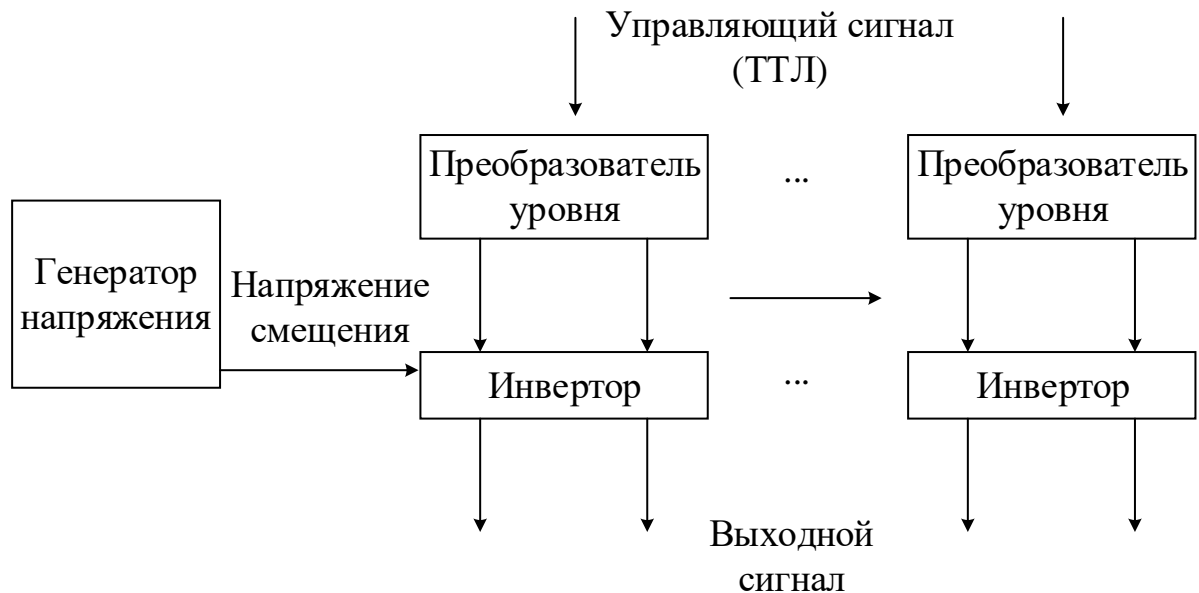 Управляющий сигнал
(ТТЛ)
Преобразователь
уровня
...
Преобразователь
уровня
Генератор
напряжения
Напряжение
смещения
Инвертор
...
Инвертор
Выходной
сигнал